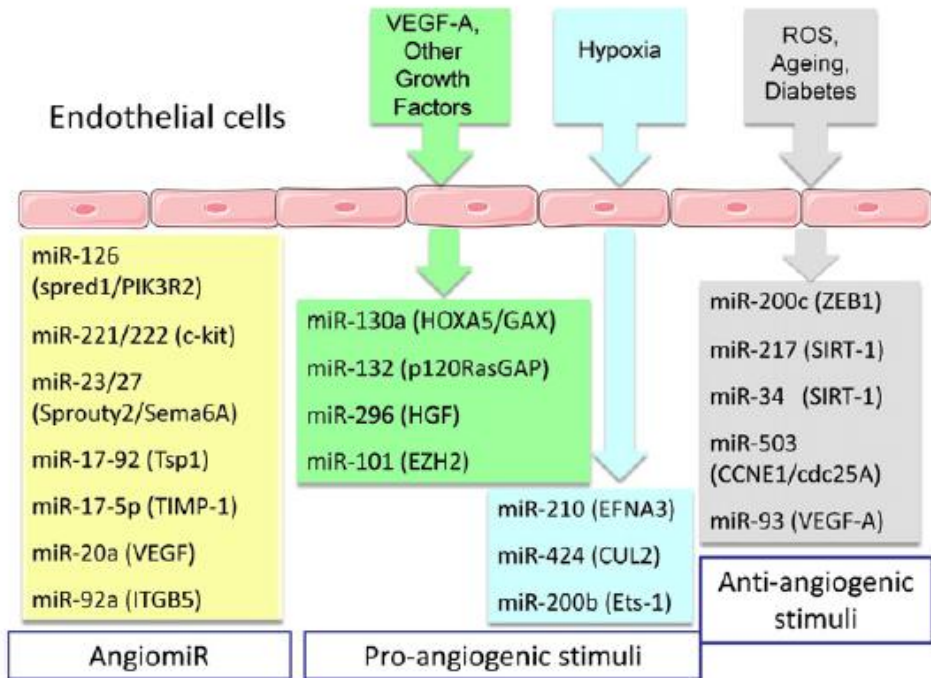 VEGF-A,
Other
Growth
Factors
Hypoxia
ROS,
Ageing,
Diabetes
Endothelial cells
miR-126
(spred1/PIK3R2)
miR-221/222 (c-kit)
miR-23/27
(Sprouty2/Sema6A)
miR-17-92 (Tsp1)
miR-17-5p (TIMP-1)
miR-20a (VEGF)
miR-92a (ITGB5)
AngiomiR
miR-130a (HOXA5/GAX)
miR-132 (p120RasGAP)
miR-296 (HGF)
miR-101 (EZH2)
miR-210 (EFNA3)
miR-424 (CUL2)
miR-200b (Ets-1)
Pro-angiogenic stimuli
miR-200c (ZEB1)
miR-217 (SIRT-1)
miR-34 (SIRT-1)
miR-503
(CCNE1/cdc25A)
miR-93 (VEGF-A)
Anti-angiogenic
stimuli